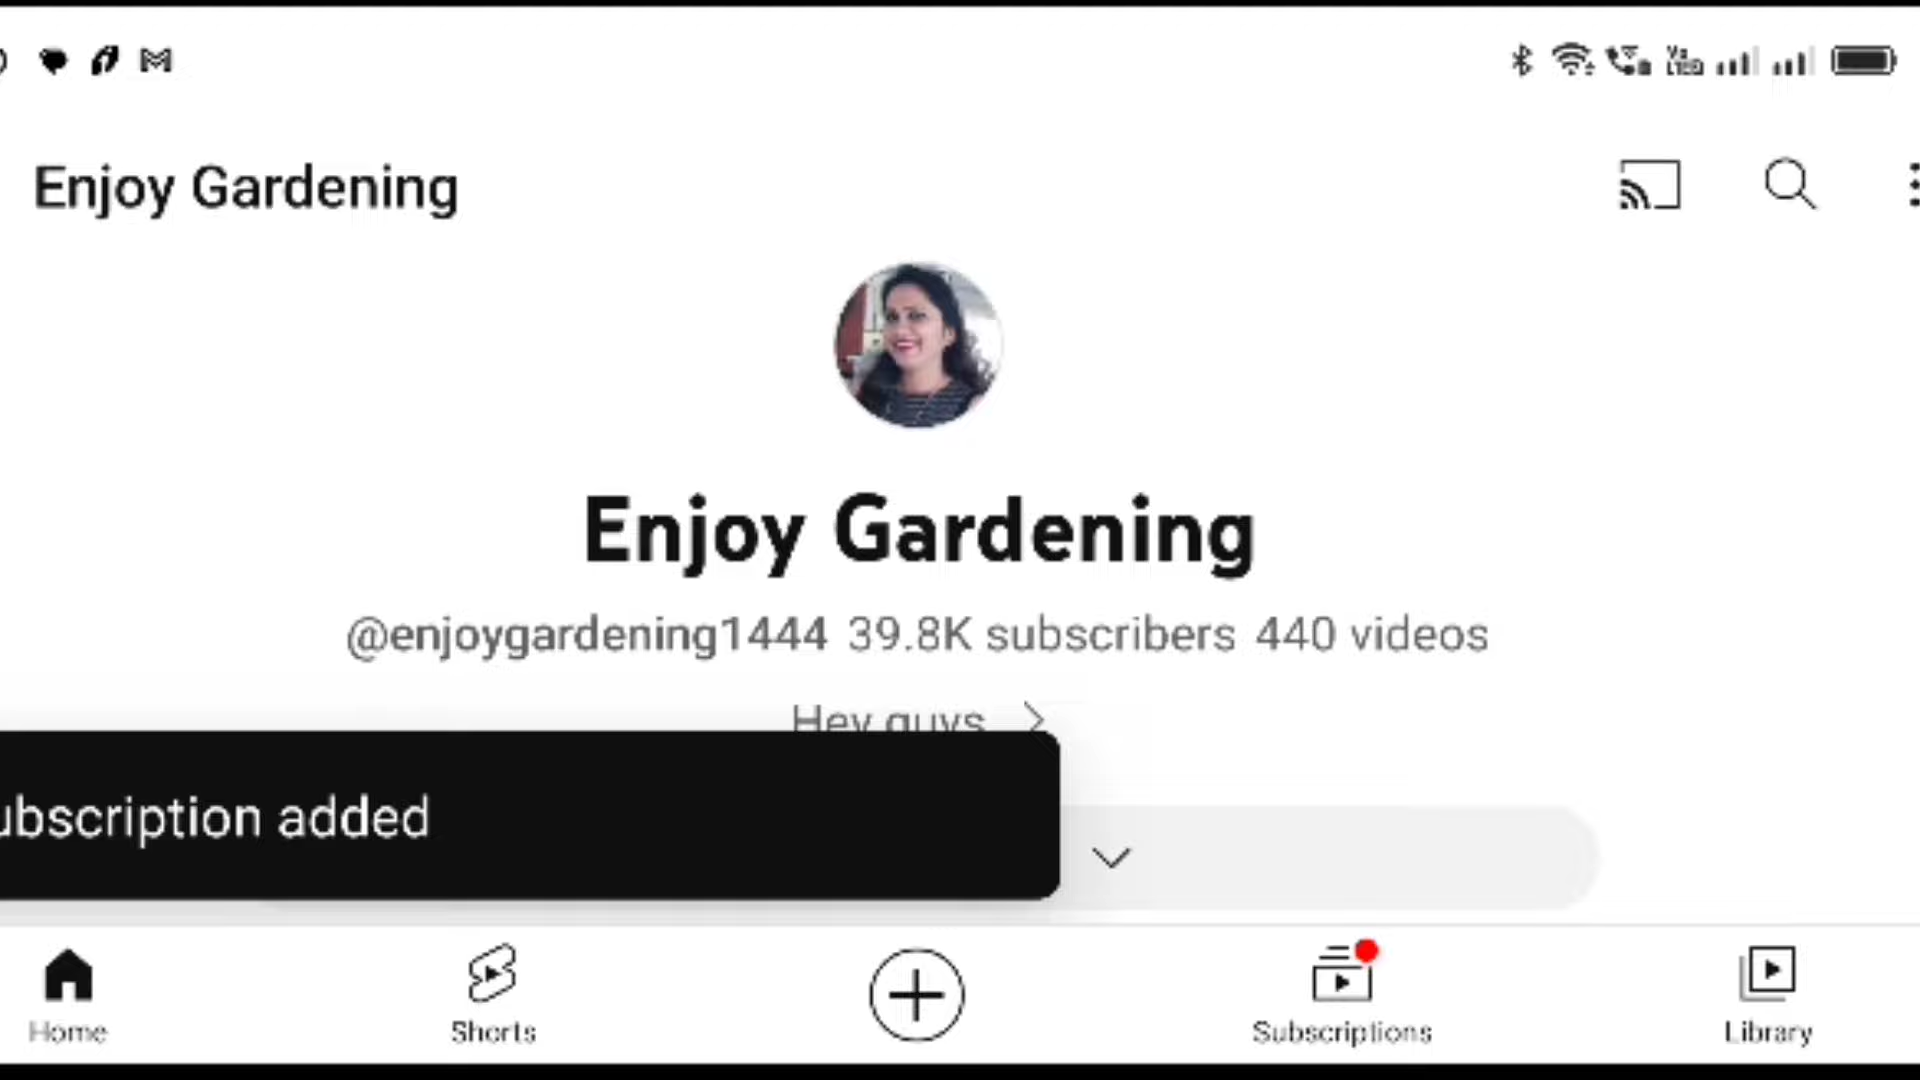 Enjoy Gardening
Enjoy Gardening
@enjoygardening1444 39.8K subscribers 440 videos
Hey guys
ubscription added
Home
Shorts
Subscriptions
Library